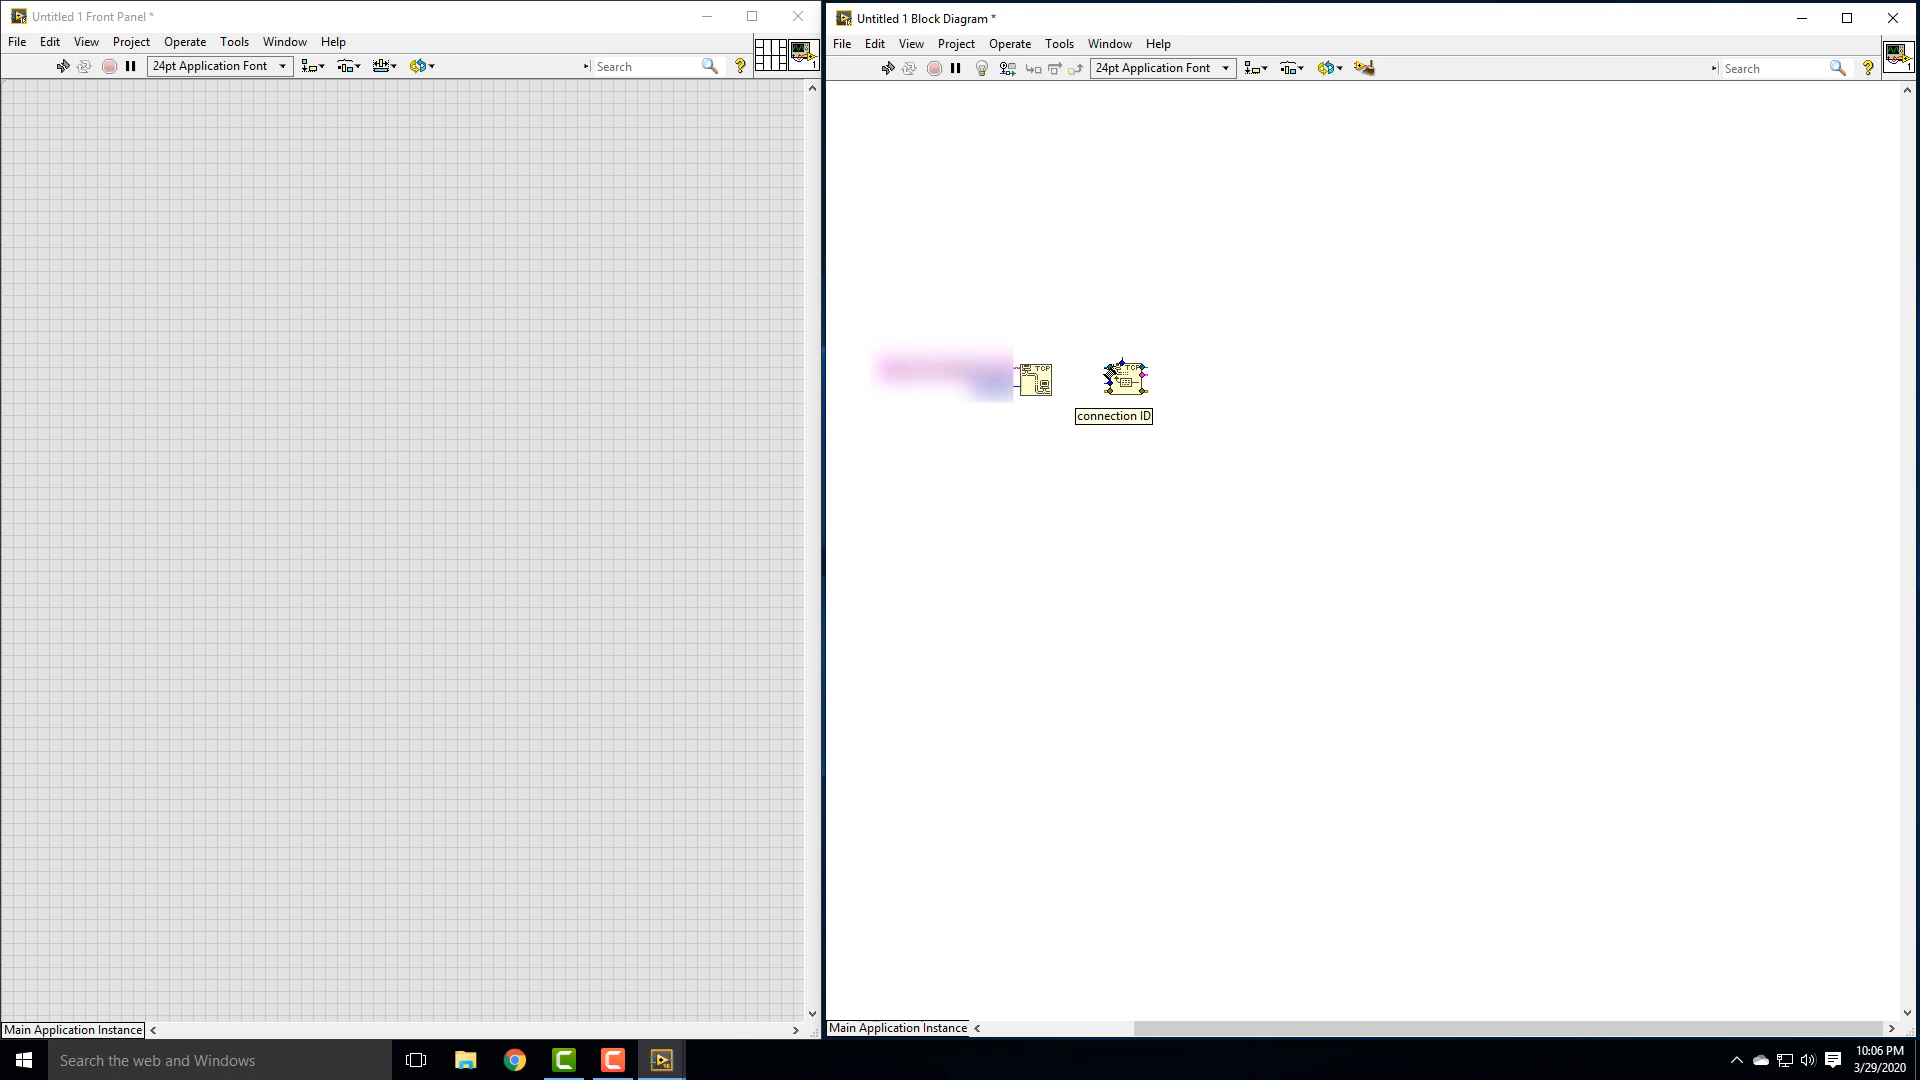 Untitled 1 Front Panel *
File Edit View Project Operate Tools Window Help
24pt Application Font
Search
?
1
Untitled 1 Block Diagram *
File Edit View Project Operate Tools Window Help
24pt Application Font
Search
?
1
TCP
TCP
connection ID
Main Application Instance
Main Application Instance
Search the web and Windows
10:06 PM
3/29/2020